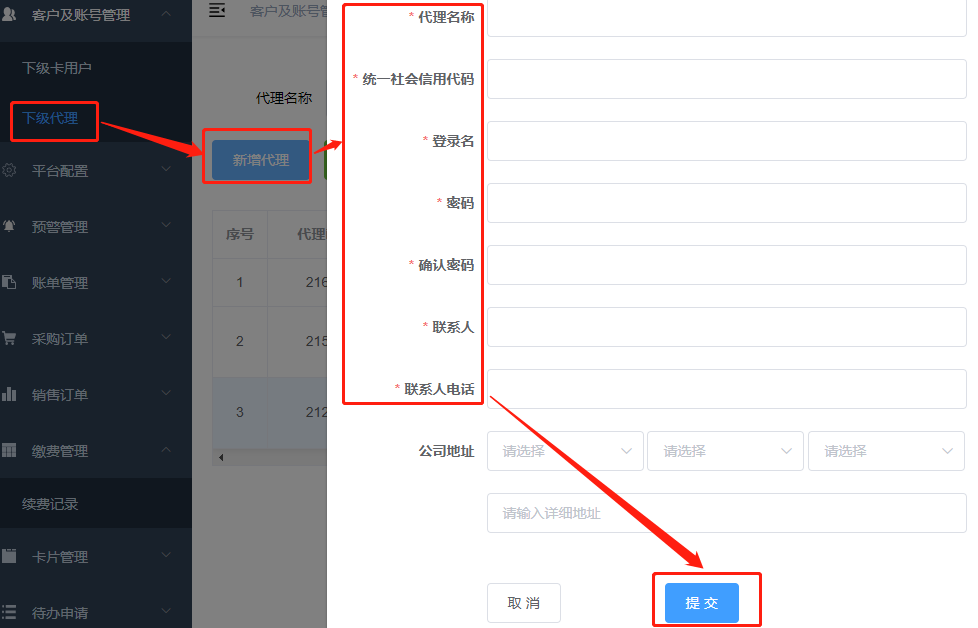 客户及账号管理
下级卡用户
下级代理
平台配置
预警管理
账单管理
采购订单
销售订单
缴费管理
续费记录
卡片管理
待办申请
客户及账号管
代理名称
新增代理
序号 代理
1 216
2 215
3 212
* 代理名称
* 统一社会信用代码
* 登录名
* 密码
* 确认密码
* 联系人
* 联系人电话
公司地址 请选择 请选择 请选择
请输入详细地址
取 消 提 交